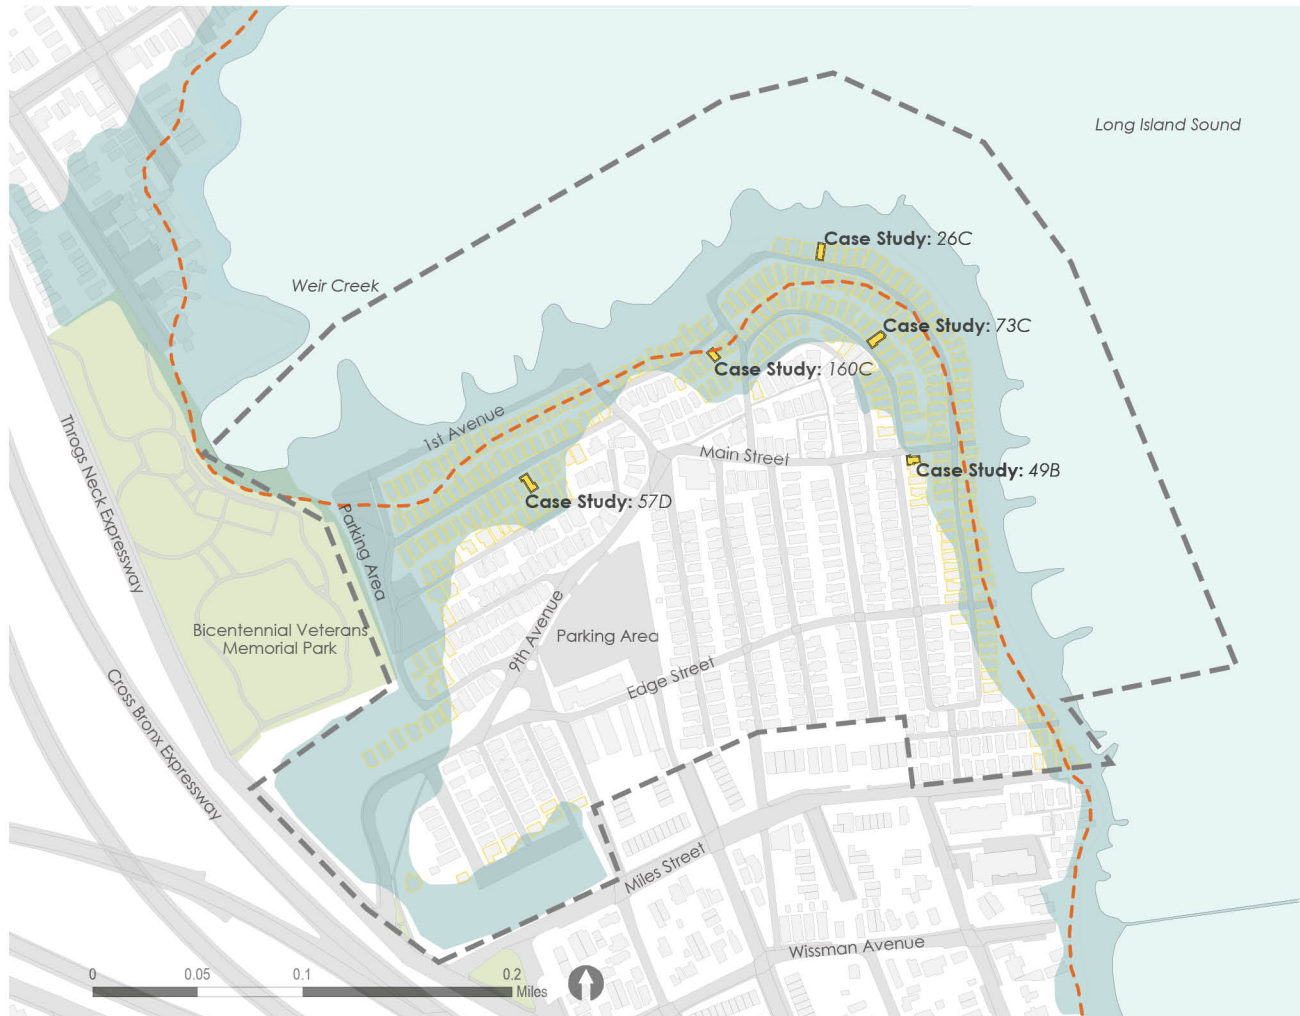 Long Island Sound
Case Study: 26C
Weir Creek
Case Study: 73C
Case Study: 160C
1st Avenue
Main Street
Case Study: 49B
Case Study: 57D
Throgs Neck Expressway
Parking Area
Bicentennial Veterans
Memorial Park
9th Avenue
Parking Area
Edge Street
Cross Bronx Expressway
Miles Street
Wissman Avenue
0 0.05 0.1 0.2
Miles